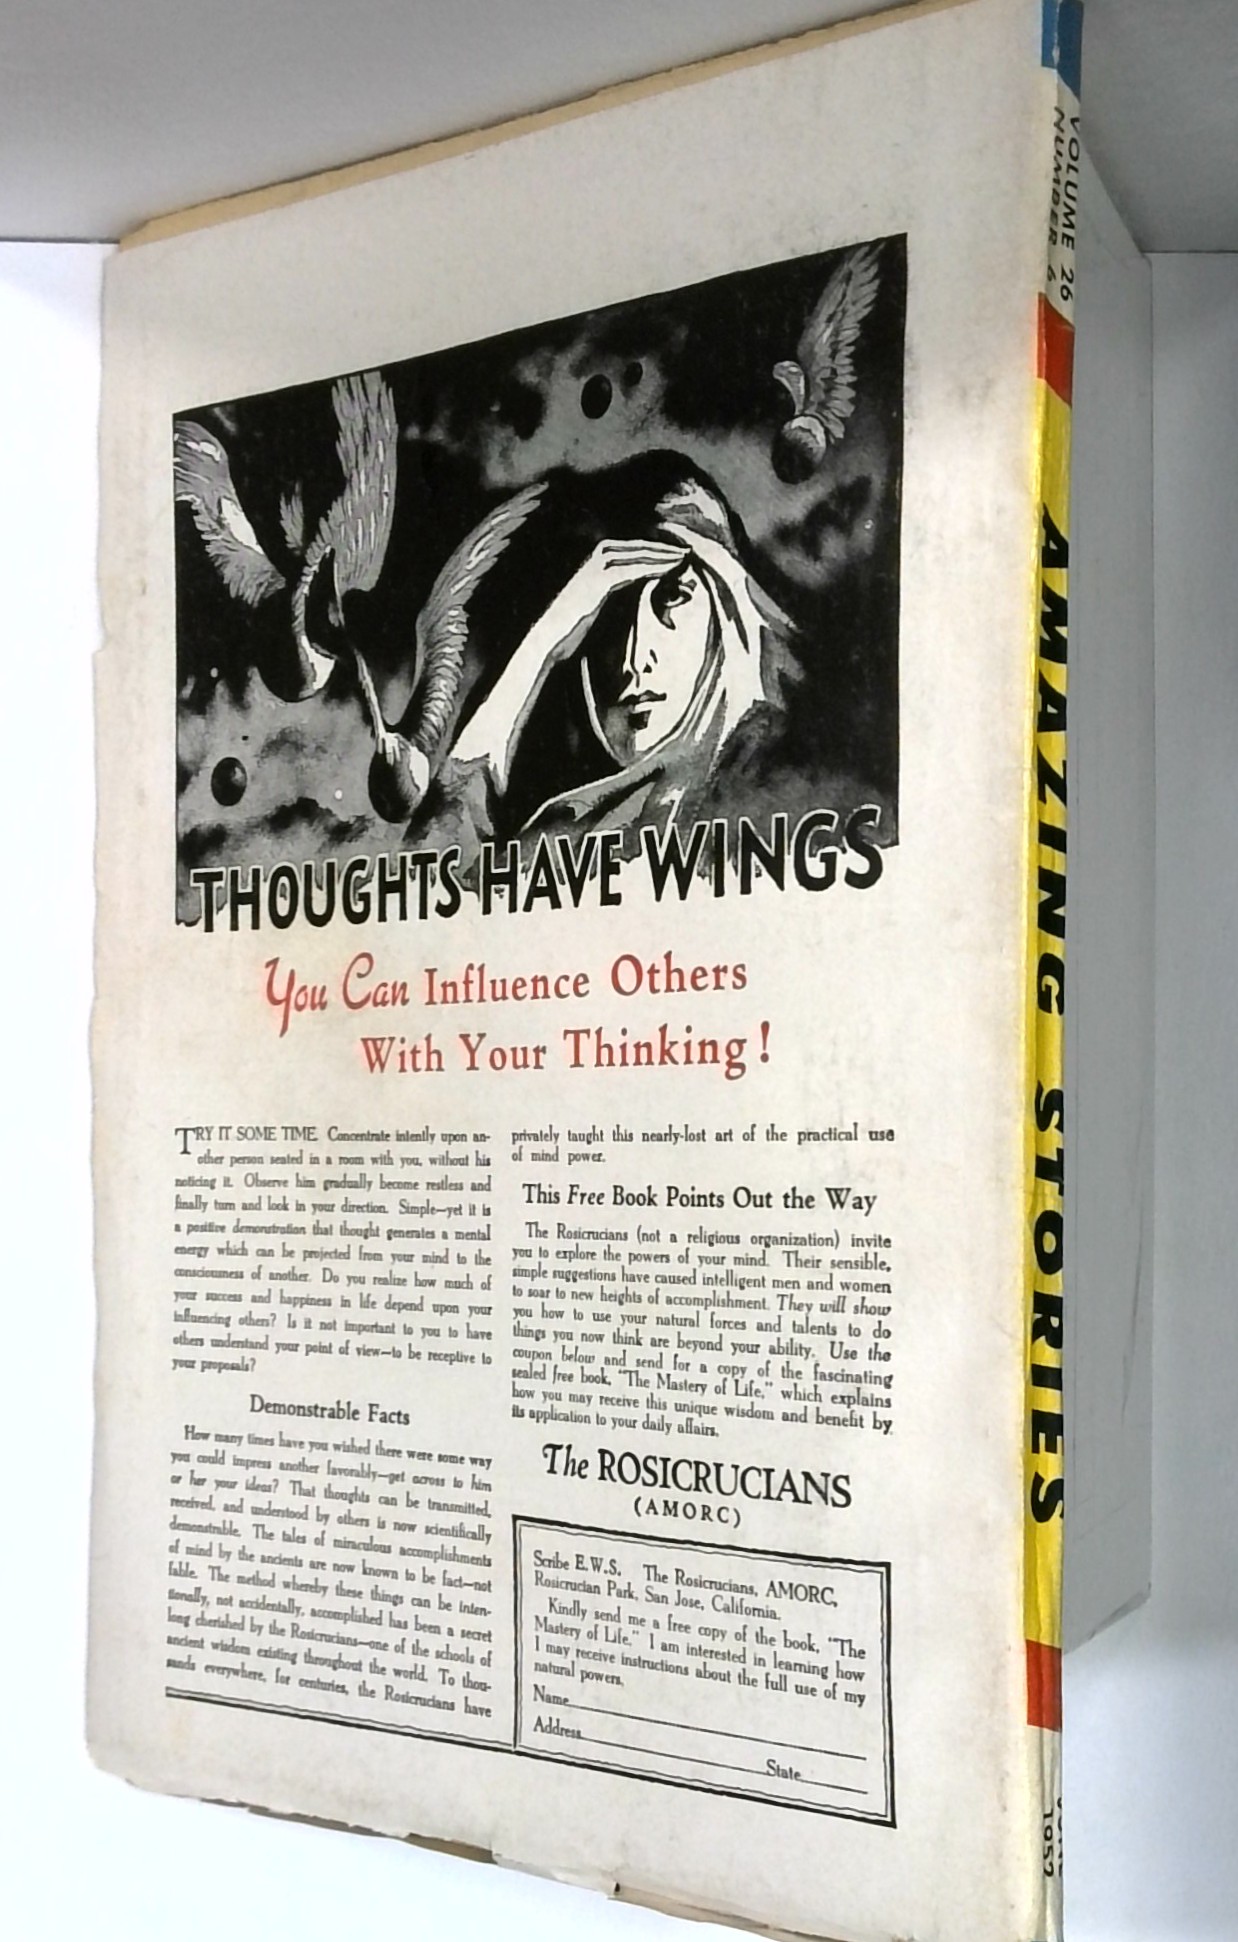 THOUGHTS HAVE WINGS
You Can Influence Others
With Your Thinking!
TRY IT SOME TIME. Concentrate intently upon an-
other person seated in a room with you, without his
noticing it. Observe him gradually become restless and
finally turn and look in your direction. Simple—yet it is
a positive demonstration that thought generates a mental
energy which can be projected from your mind to the
consciousness of another. Do you realize how much of
your success and happiness in life depend upon your
influencing others? Is it not important to you to have
others understand your point of view—to be receptive to
your proposals?
Demonstrable Facts
How many times have you wished there were some way
you could impress another favorably—get across to him
or her your ideas? That thoughts can be transmitted,
received, and understood by others is now scientifically
demonstrable. The tales of miraculous accomplishments
of mind by the ancients are now known to be fact—not
fable. The method whereby these things can be inten-
tionally, not accidentally, accomplished has been a secret
long cherished by the Rosicrucians—one of the schools of
ancient wisdom existing throughout the world. To thou-
sands everywhere, for centuries, the Rosicrucians have
privately taught this nearly-lost art of the practical use
of mind power.
This Free Book Points Out the Way
The Rosicrucians (not a religious organization) invite
you to explore the powers of your mind. Their sensible,
simple suggestions have caused intelligent men and women
to soar to new heights of accomplishment. They will show
you how to use your natural forces and talents to do
things you now think are beyond your ability. Use the
coupon below and send for a copy of the fascinating
sealed free book, "The Mastery of Life," which explains
how you may receive this unique wisdom and benefit by
its application to your daily affairs.
The ROSICRUCIANS
(AMORC)
Scribe E.W.S. The Rosicrucians, AMORC,
Rosicrucian Park, San Jose, California.
Kindly send me a free copy of the book, "The
Mastery of Life." I am interested in learning how
I may receive instructions about the full use of my
natural powers.
Name
Address
State
VOLUME 26
NUMBER 6
AMAZING STORIES